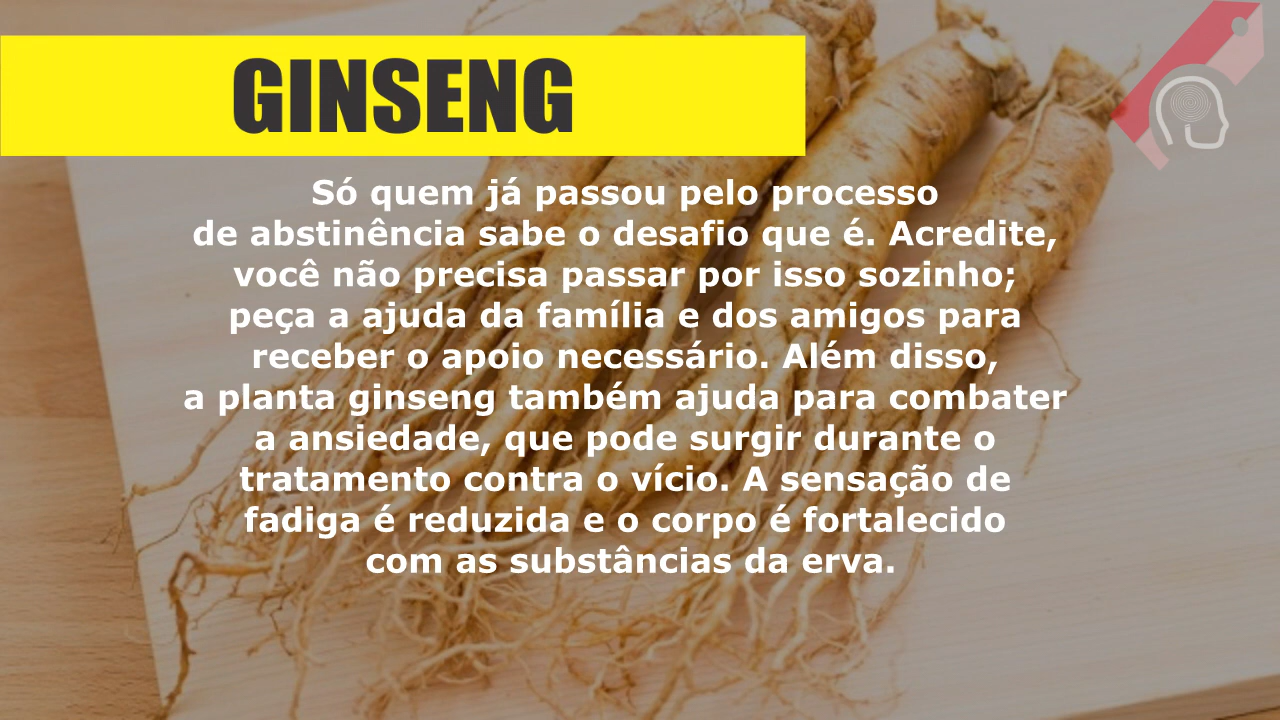 GINSENG
Só quem já passou pelo processo
de abstinência sabe o desafio que é. Acredite,
você não precisa passar por isso sozinho;
peça a ajuda da família e dos amigos para
receber o apoio necessário. Além disso,
a planta ginseng também ajuda para combater
a ansiedade, que pode surgir durante o
tratamento contra o vício. A sensação de
fadiga é reduzida e o corpo é fortalecido
com as substâncias da erva.